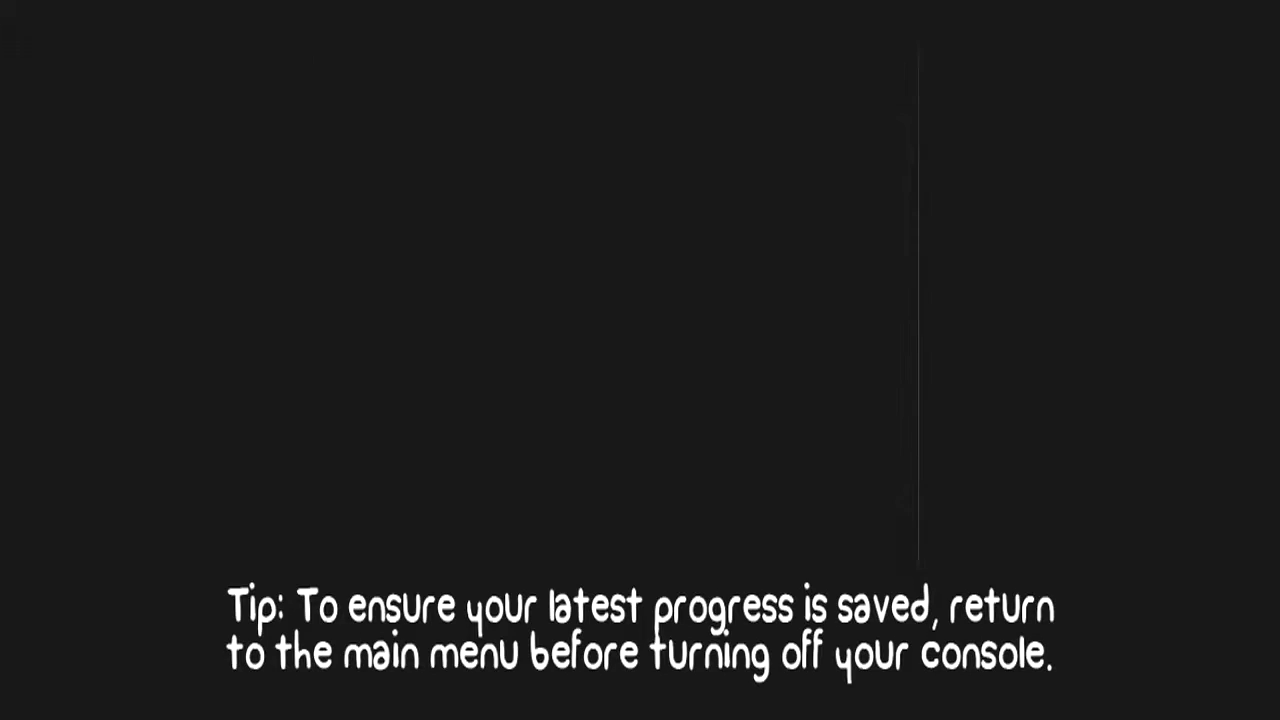 Tip: To ensure your latest progress is saved, return
to the main menu before turning off your console.